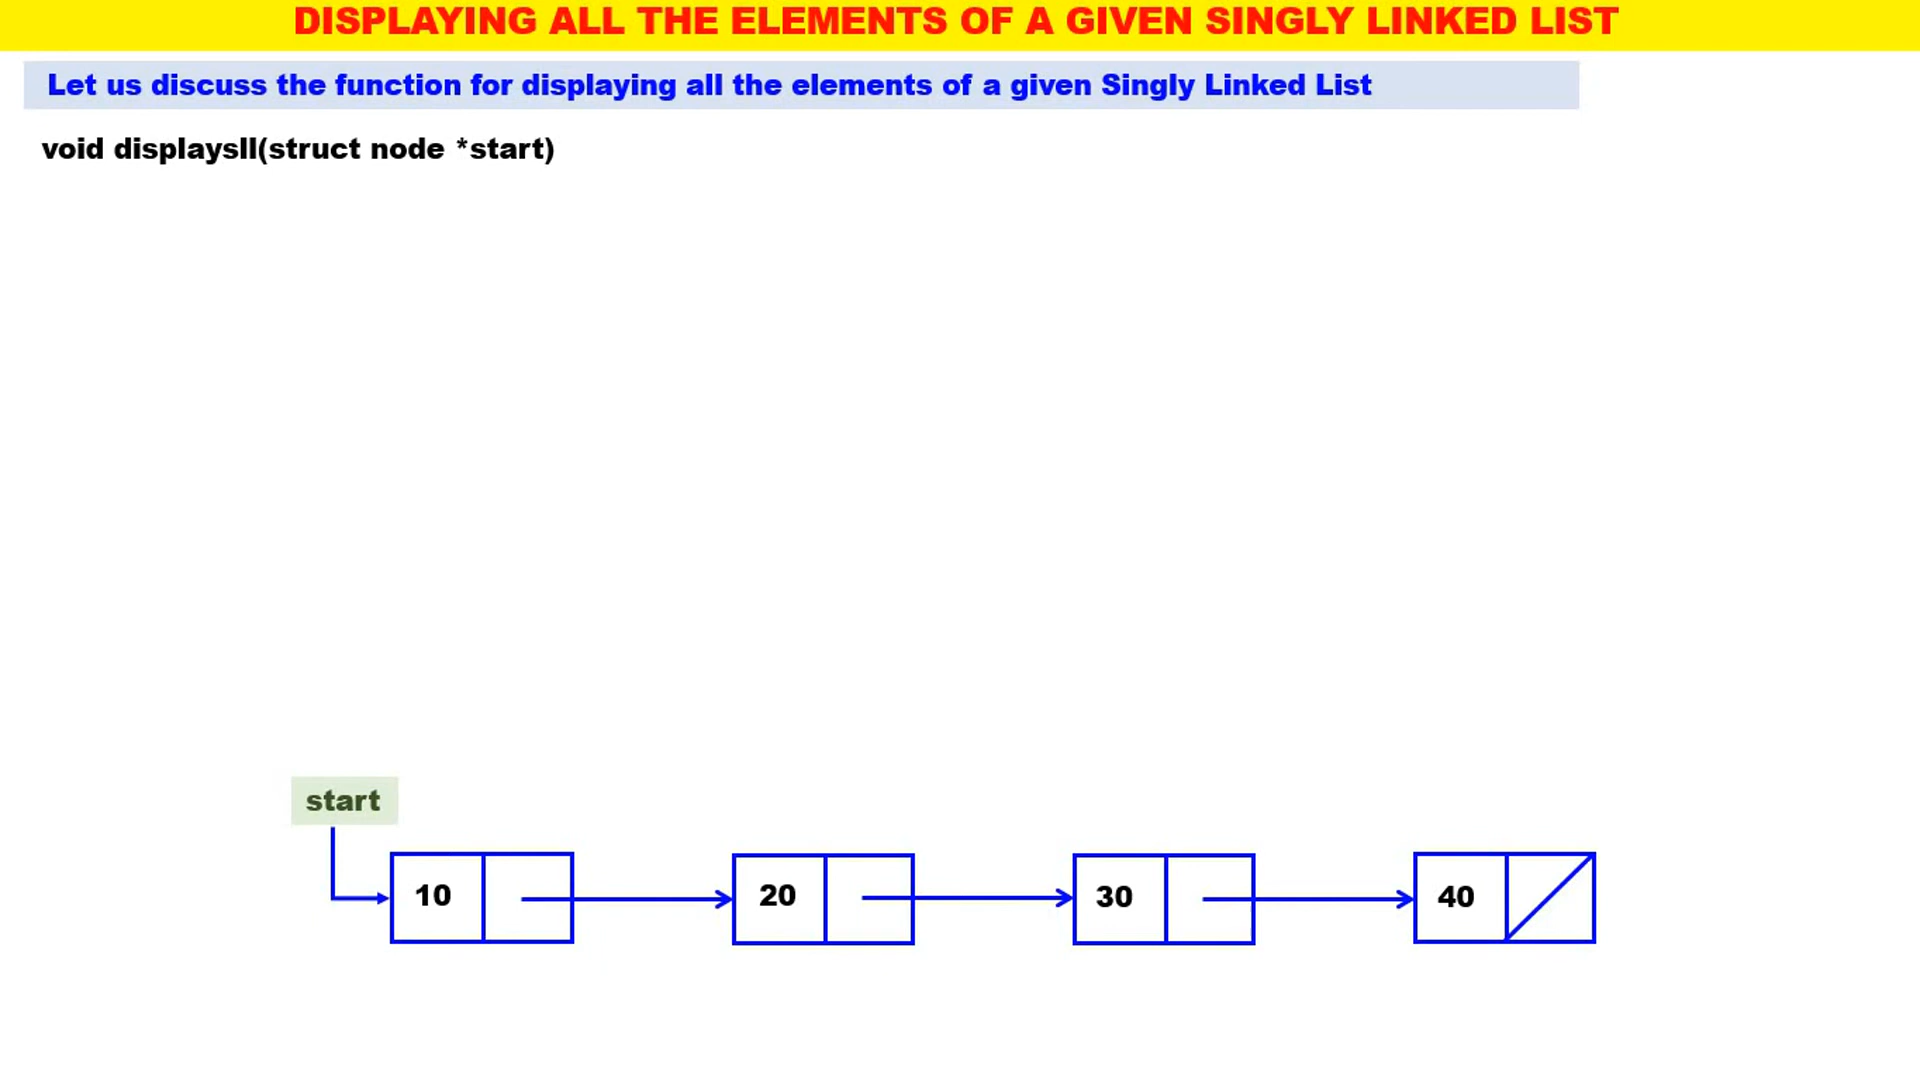 DISPLAYING ALL THE ELEMENTS OF A GIVEN SINGLY LINKED LIST
Let us discuss the function for displaying all the elements of a given Singly Linked List
void displaysll(struct node *start)
start
10 20 30 40